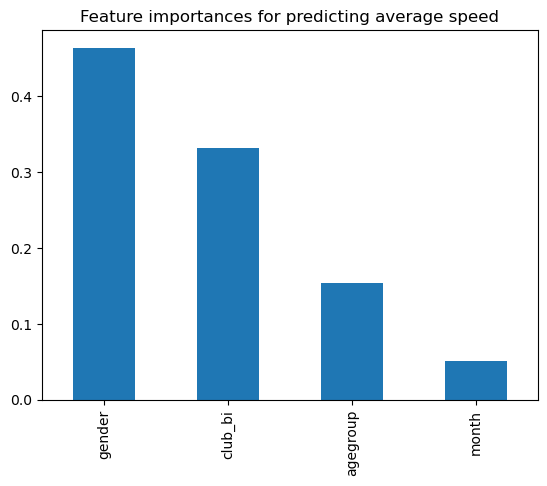 Feature importances for predicting average speed
0.4
0.3
0.2
0.1
0.0
gender
club_bi
agegroup
month